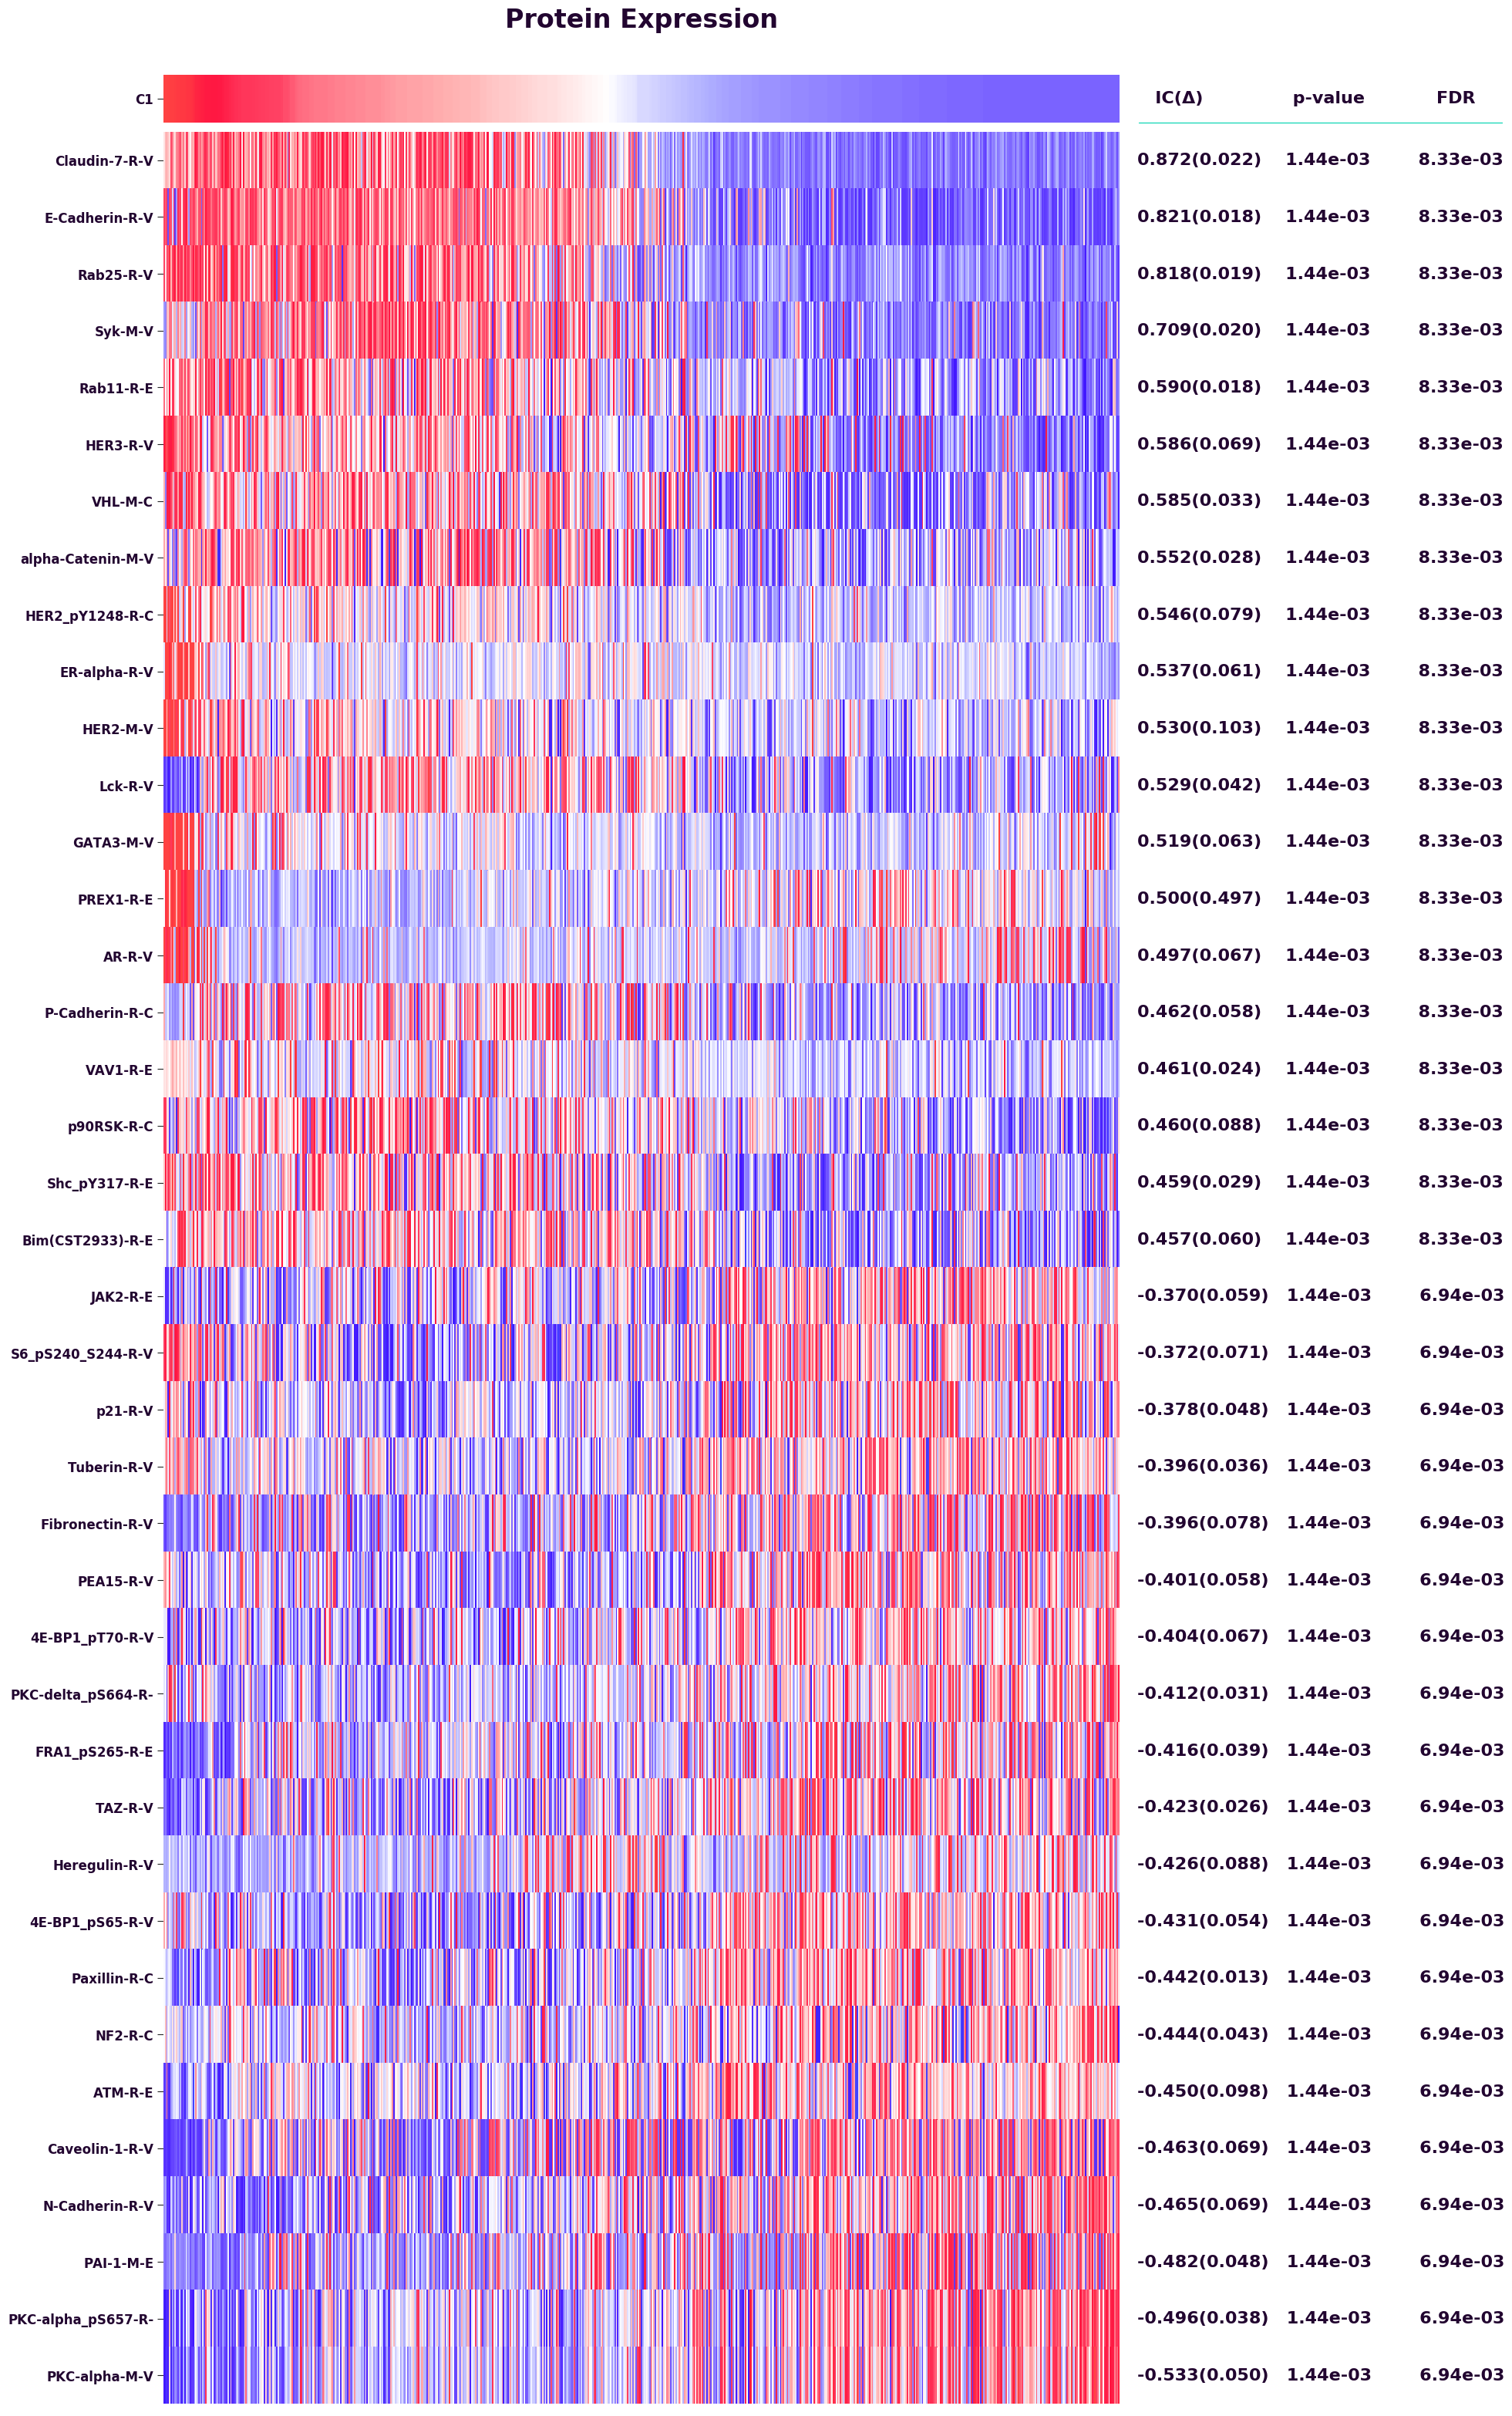 Protein Expression
C1 IC(Δ) p-value FDR
Claudin-7-R-V 0.872(0.022) 1.44e-03 8.33e-03
E-Cadherin-R-V 0.821(0.018) 1.44e-03 8.33e-03
Rab25-R-V 0.818(0.019) 1.44e-03 8.33e-03
Syk-M-V 0.709(0.020) 1.44e-03 8.33e-03
Rab11-R-E 0.590(0.018) 1.44e-03 8.33e-03
HER3-R-V 0.586(0.069) 1.44e-03 8.33e-03
VHL-M-C 0.585(0.033) 1.44e-03 8.33e-03
alpha-Catenin-M-V 0.552(0.028) 1.44e-03 8.33e-03
HER2_pY1248-R-C 0.546(0.079) 1.44e-03 8.33e-03
ER-alpha-R-V 0.537(0.061) 1.44e-03 8.33e-03
HER2-M-V 0.530(0.103) 1.44e-03 8.33e-03
Lck-R-V 0.529(0.042) 1.44e-03 8.33e-03
GATA3-M-V 0.519(0.063) 1.44e-03 8.33e-03
PREX1-R-E 0.500(0.497) 1.44e-03 8.33e-03
AR-R-V 0.497(0.067) 1.44e-03 8.33e-03
P-Cadherin-R-C 0.462(0.058) 1.44e-03 8.33e-03
VAV1-R-E 0.461(0.024) 1.44e-03 8.33e-03
p90RSK-R-C 0.460(0.088) 1.44e-03 8.33e-03
Shc_pY317-R-E 0.459(0.029) 1.44e-03 8.33e-03
Bim(CST2933)-R-E 0.457(0.060) 1.44e-03 8.33e-03
JAK2-R-E -0.370(0.059) 1.44e-03 6.94e-03
S6_pS240_S244-R-V -0.372(0.071) 1.44e-03 6.94e-03
p21-R-V -0.378(0.048) 1.44e-03 6.94e-03
Tuberin-R-V -0.396(0.036) 1.44e-03 6.94e-03
Fibronectin-R-V -0.396(0.078) 1.44e-03 6.94e-03
PEA15-R-V -0.401(0.058) 1.44e-03 6.94e-03
4E-BP1_pT70-R-V -0.404(0.067) 1.44e-03 6.94e-03
PKC-delta_pS664-R- -0.412(0.031) 1.44e-03 6.94e-03
FRA1_pS265-R-E -0.416(0.039) 1.44e-03 6.94e-03
TAZ-R-V -0.423(0.026) 1.44e-03 6.94e-03
Heregulin-R-V -0.426(0.088) 1.44e-03 6.94e-03
4E-BP1_pS65-R-V -0.431(0.054) 1.44e-03 6.94e-03
Paxillin-R-C -0.442(0.013) 1.44e-03 6.94e-03
NF2-R-C -0.444(0.043) 1.44e-03 6.94e-03
ATM-R-E -0.450(0.098) 1.44e-03 6.94e-03
Caveolin-1-R-V -0.463(0.069) 1.44e-03 6.94e-03
N-Cadherin-R-V -0.465(0.069) 1.44e-03 6.94e-03
PAI-1-M-E -0.482(0.048) 1.44e-03 6.94e-03
PKC-alpha_pS657-R- -0.496(0.038) 1.44e-03 6.94e-03
PKC-alpha-M-V -0.533(0.050) 1.44e-03 6.94e-03